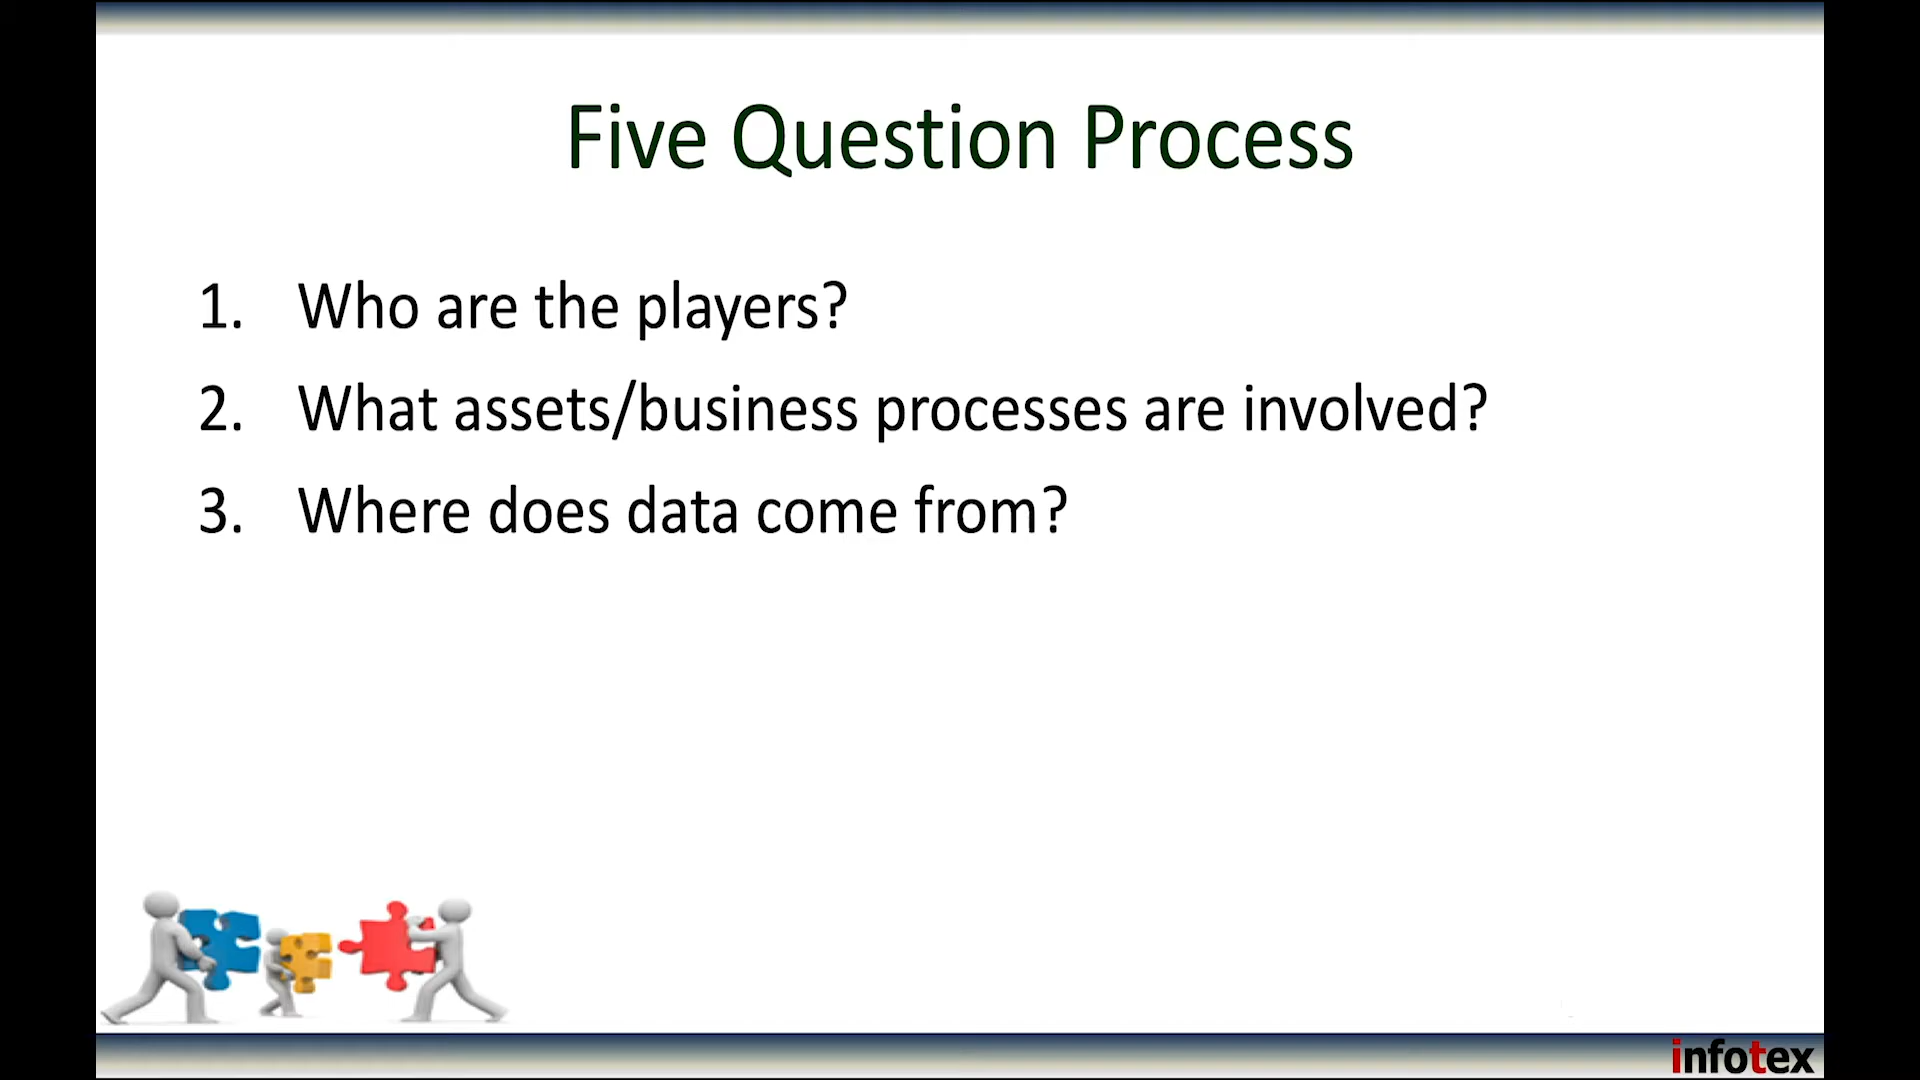 Five Question Process
1. Who are the players?
2. What assets/business processes are involved?
3. Where does data come from?
infotex